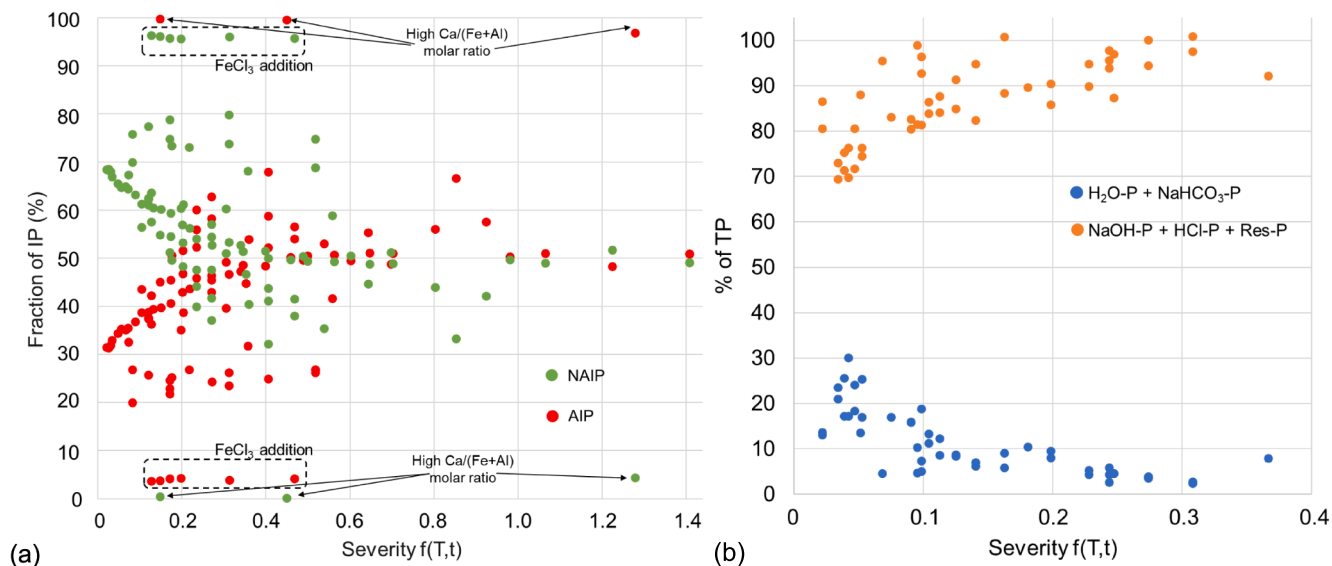 (a)
Fraction of IP (%)
100
90
80
70
60
50
40
30
20
10
0
0
0.2
0.4
0.6
0.8
1.0
1.2
1.4
Severity f(T,t)
High Ca/(Fe+Al)
molar ratio
FeCl₃ addition
NAIP
AIP
FeCl₃ addition
High Ca/(Fe+Al)
molar ratio
(b)
% of TP
100
90
80
70
60
50
40
30
20
10
0
0
0.1
0.2
0.3
0.4
Severity f(T,t)
H₂O-P + NaHCO₃-P
NaOH-P + HCl-P + Res-P